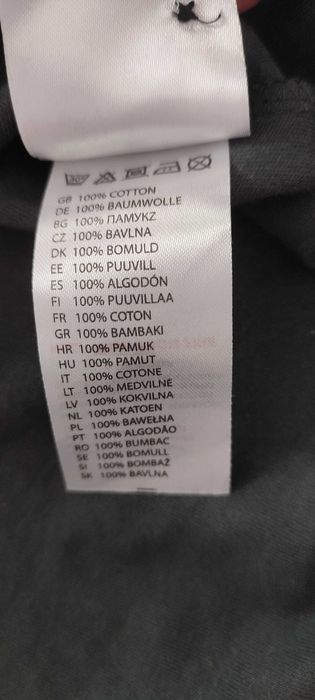 GB 100% COTTON
DE 100% BAUMWOLLE
BG 100% ПАМУКZ
CZ 100% BAVLNA
DK 100% BOMULD
EE 100% PUUVILL
ES 100% ALGODÓN
FI 100% PUUVILLAA
FR 100% COTON
GR 100% BAMBAKI
HR 100% PAMUK
HU 100% PAMUT
IT 100% COTONE
LT 100% MEDVILNE
LV 100% KOKVILNA
NL 100% KATOEN
PL 100% BAWEŁNA
PT 100% ALGODÃO
RO 100% BUMBAC
SE 100% BOMULL
SI 100% BOMBAŽ
SK 100% BAVLNA